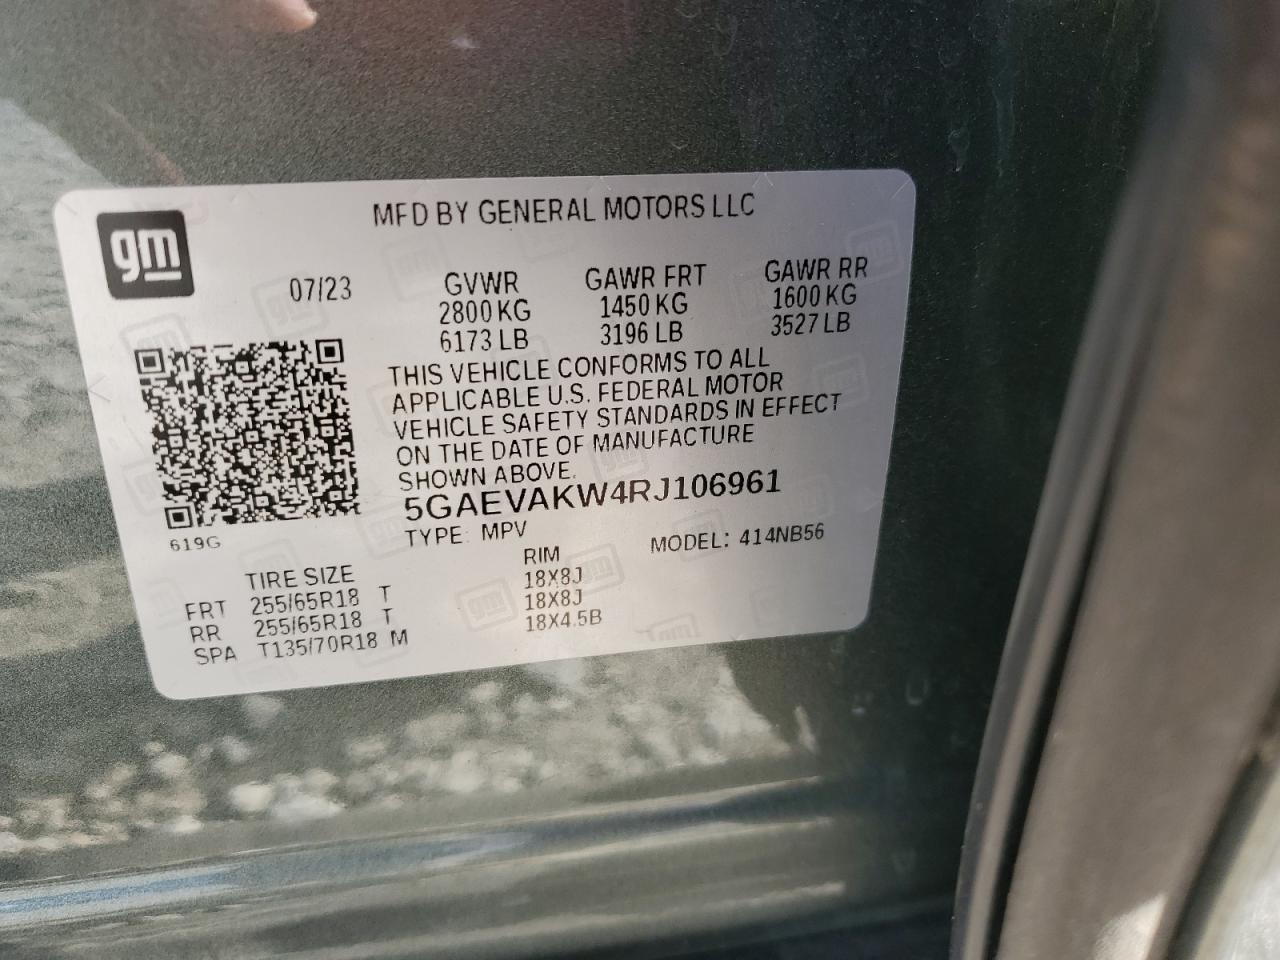 gm
MFD BY GENERAL MOTORS LLC
07/23 GVWR GAWR FRT GAWR RR
2800 KG 1450 KG 1600 KG
6173 LB 3196 LB 3527 LB
THIS VEHICLE CONFORMS TO ALL
APPLICABLE U.S. FEDERAL MOTOR
VEHICLE SAFETY STANDARDS IN EFFECT
ON THE DATE OF MANUFACTURE
SHOWN ABOVE.
5GAEVAKW4RJ106961
619G
TYPE: MPV MODEL: 414NB56
TIRE SIZE RIM
FRT 255/65R18 T 18X8J
RR 255/65R18 T 18X8J
SPA T135/70R18 M 18X4.5B